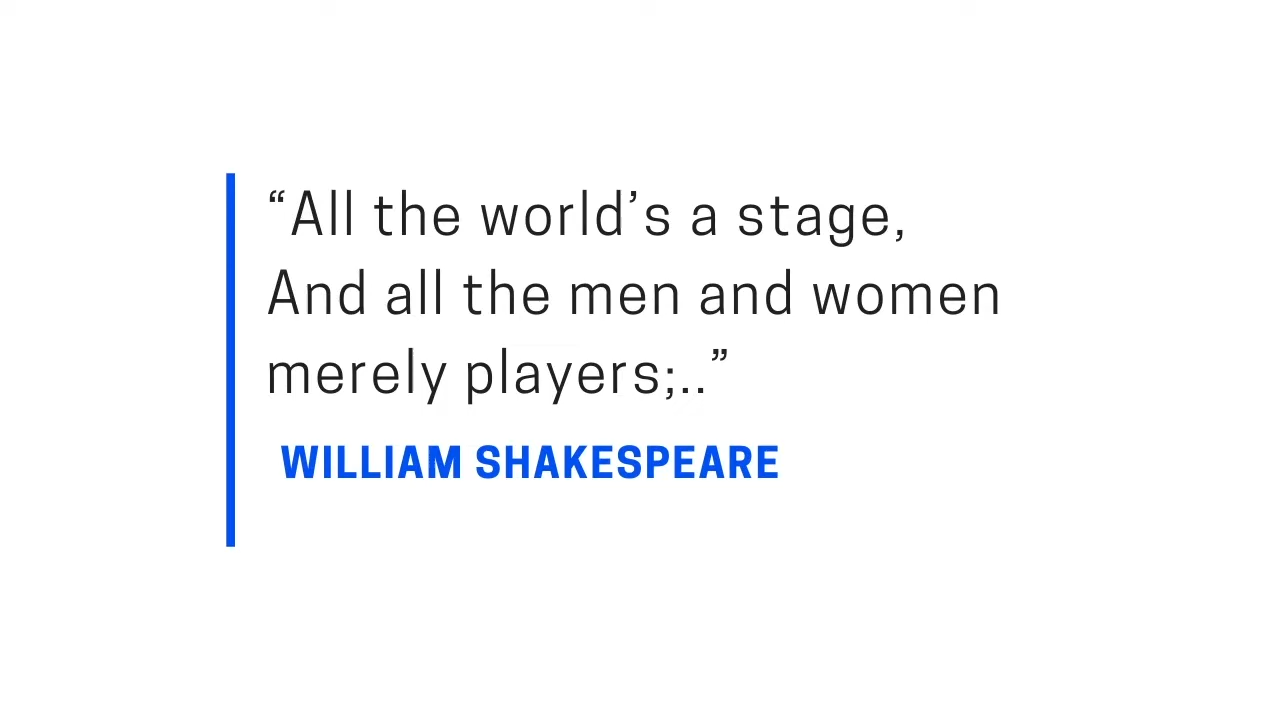 “All the world’s a stage,
And all the men and women
merely players;..”
WILLIAM SHAKESPEARE